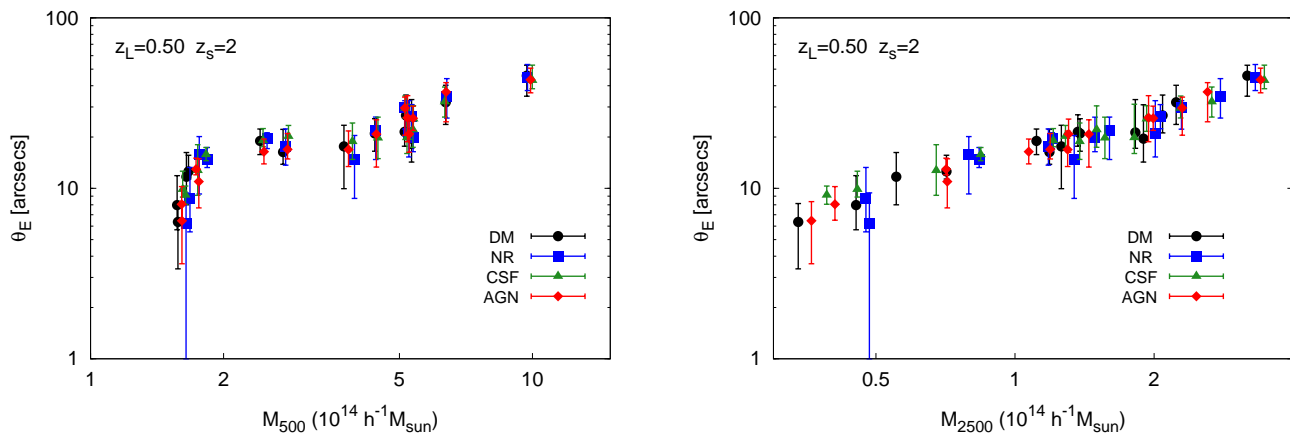 z_L=0.50 z_s=2
θ_E [arcsecs]
100
10
1
DM
NR
CSF
AGN
1 2 5 10
M_500 (10^14 h^-1 M_sun)
z_L=0.50 z_s=2
θ_E [arcsecs]
100
10
1
DM
NR
CSF
AGN
0.5 1 2
M_2500 (10^14 h^-1 M_sun)